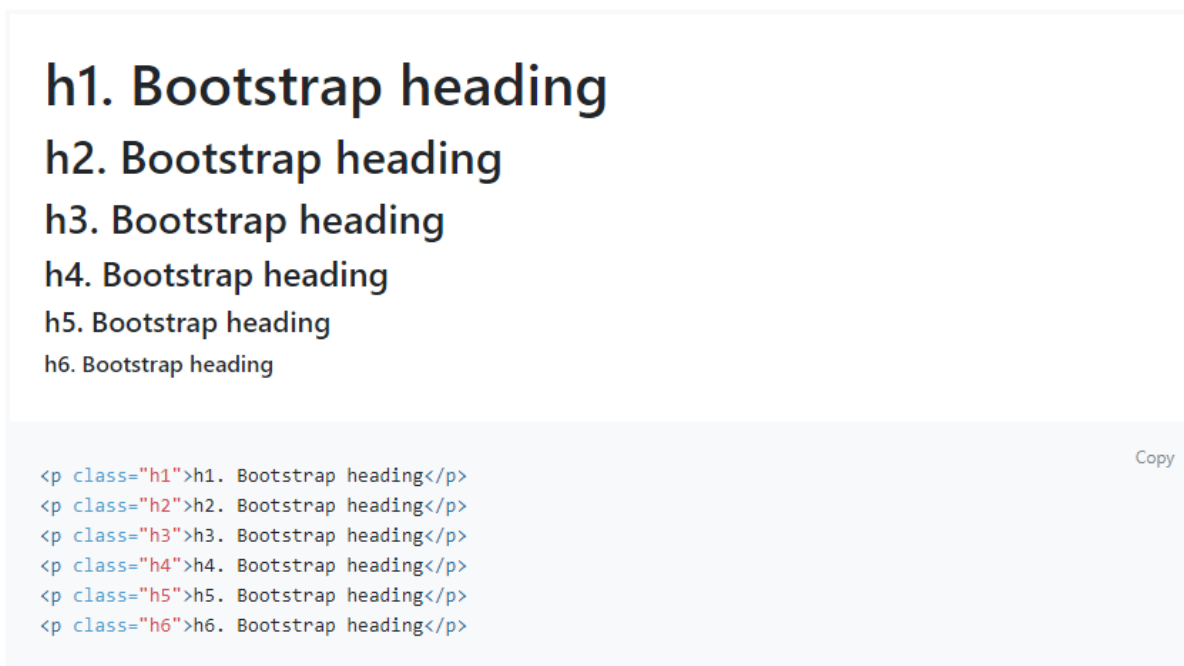 h1. Bootstrap heading
h2. Bootstrap heading
h3. Bootstrap heading
h4. Bootstrap heading
h5. Bootstrap heading
h6. Bootstrap heading
Copy
<p class="h1">h1. Bootstrap heading</p>
<p class="h2">h2. Bootstrap heading</p>
<p class="h3">h3. Bootstrap heading</p>
<p class="h4">h4. Bootstrap heading</p>
<p class="h5">h5. Bootstrap heading</p>
<p class="h6">h6. Bootstrap heading</p>